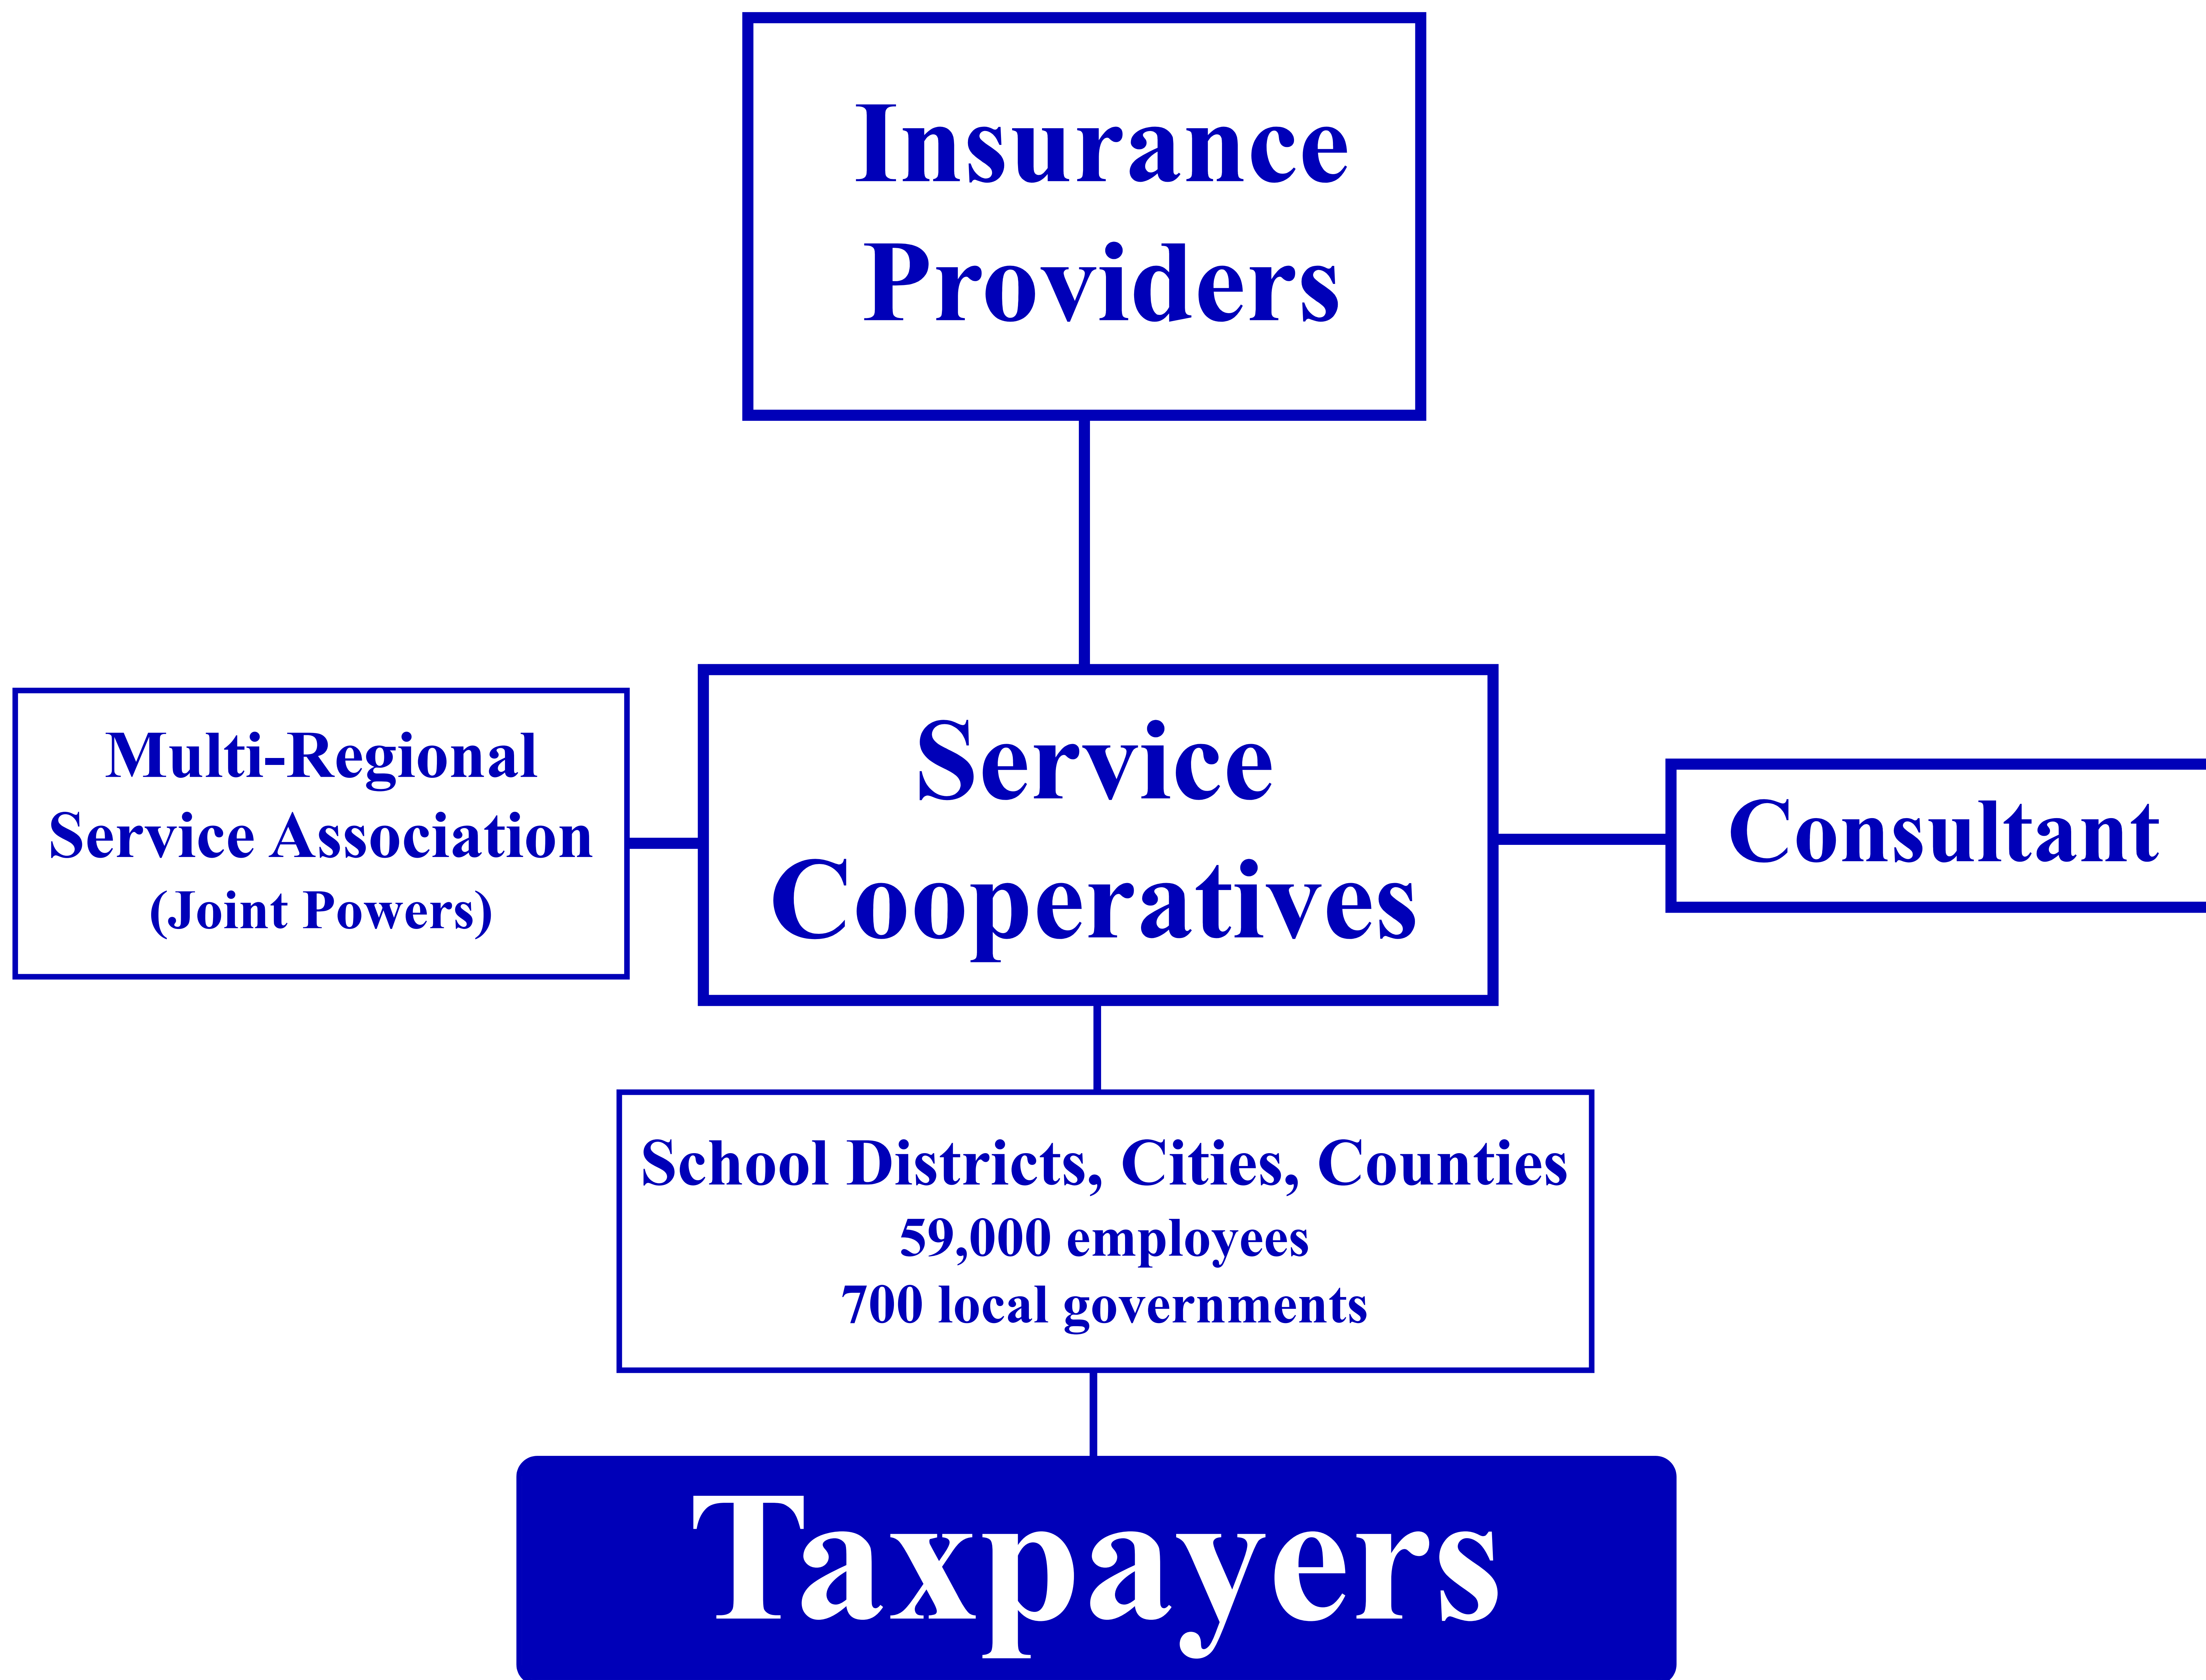 Insurance
Providers
Multi-Regional
Service Association
(Joint Powers)
Service
Cooperatives
Consultant
School Districts, Cities, Counties
59,000 employees
700 local governments
Taxpayers